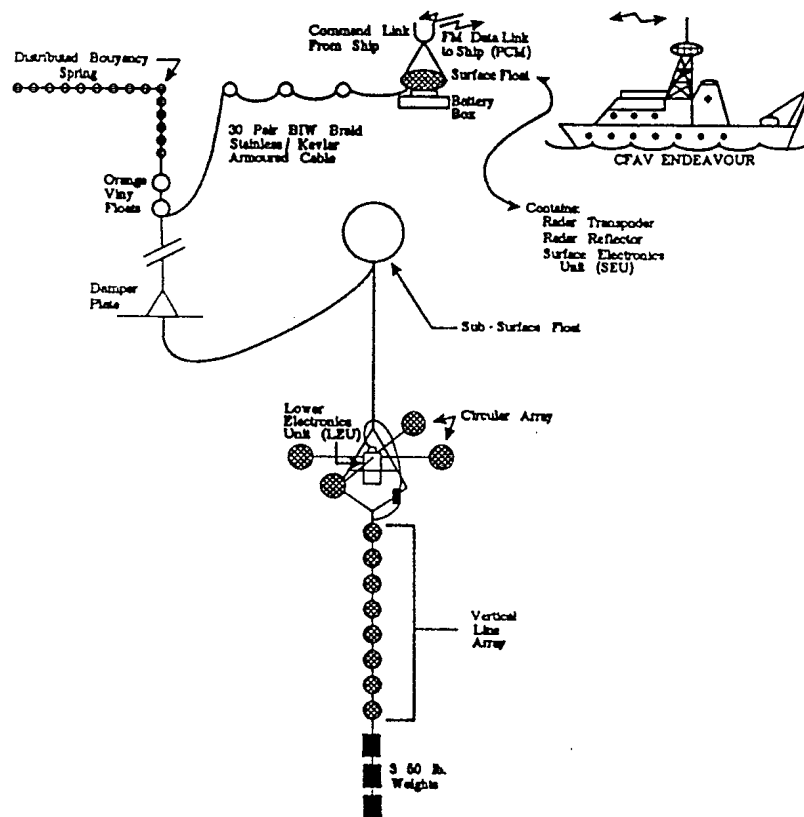 Command Link
From Ship
FM Data Link
to Ship (PCM)
Distributed Bouyancy
Spring
Surface Float
Battery
Box
30 Pair BIW Braid
Stainless / Kevlar
Armoured Cable
CFAV ENDEAVOUR
Orange
Viny
Floats
Contains:
Radar Transpoder
Radar Reflector
Surface Electronics
Unit (SEU)
Damper
Plate
Sub - Surface Float
Lower
Electronics
Unit (LEU)
Circular Array
Vertical
Line
Array
3 50 lb.
Weights